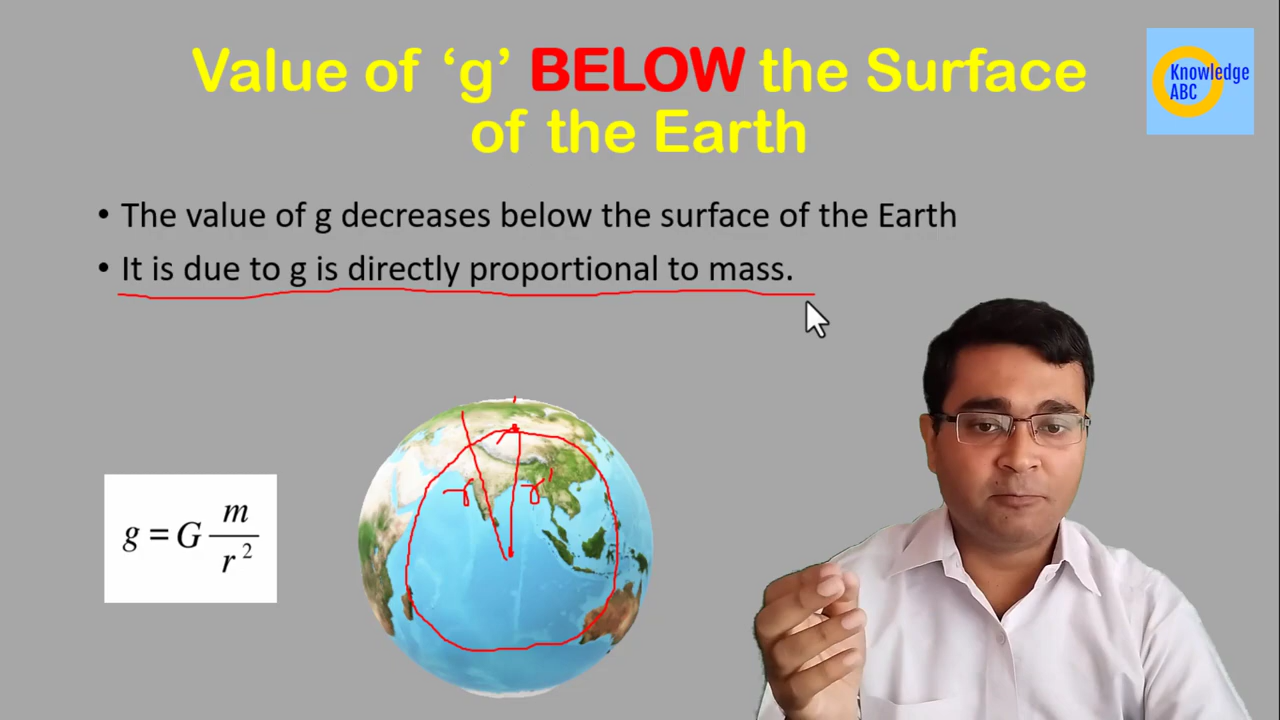 Value of ‘g’ BELOW the Surface
of the Earth
Knowledge
ABC
• The value of g decreases below the surface of the Earth
• It is due to g is directly proportional to mass.
r
r'
g = G m / r²